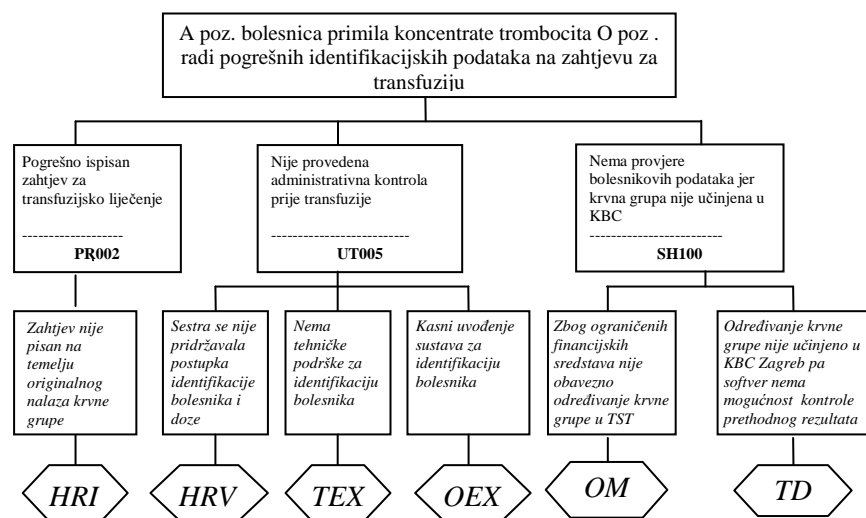 A poz. bolesnica primila koncentrate trombocita O poz .
radi pogrešnih identifikacijskih podataka na zahtjevu za
transfuziju
Pogrešno ispisan
zahtjev za
transfuzijsko liječenje
-------------------
PR002
Nije provedena
administrativna kontrola
prije transfuzije
--------------------------
UT005
Nema provjere
bolesnikovih podataka jer
krvna grupa nije učinjena u
KBC
-------------------------
SH100
Zahtjev nije
pisan na
temelju
originalnog
nalaza krvne
grupe
Sestra se nije
pridržavala
postupka
identifikacije
bolesnika i
doze
Nema
tehničke
podrške za
identifikaciju
bolesnika
Kasni uvođenje
sustava za
identifikaciju
bolesnika
Zbog ograničenih
financijskih
sredstava nije
obavezno
određivanje krvne
grupe u TST
Određivanje krvne
grupe nije učinjeno u
KBC Zagreb pa
softver nema
mogućnost kontrole
prethodnog rezultata
HRI
HRV
TEX
OEX
OM
TD